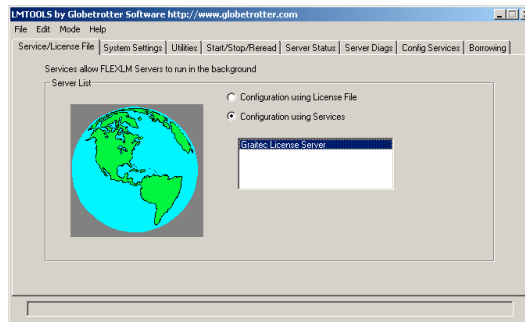 LMTOOLS by Globetrotter Software http://www.globetrotter.com
File Edit Mode Help
Service/License File System Settings Utilities Start/Stop/Reread Server Status Server Diags Config Services Borrowing
Services allow FLEXLM Servers to run in the background
Server List
Configuration using License File
Configuration using Services
Graitec License Server